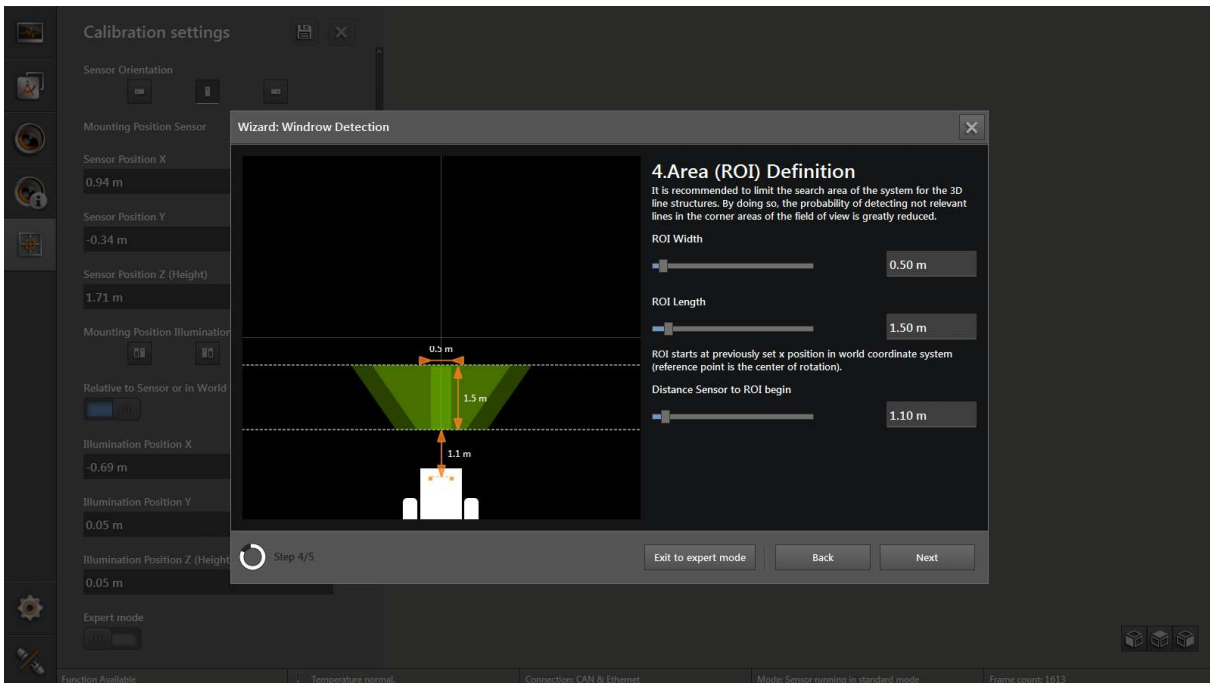 Calibration settings
Sensor Orientation
Mounting Position Sensor
Sensor Position X
0.94 m
Sensor Position Y
-0.34 m
Sensor Position Z (Height)
1.71 m
Mounting Position Illumination
Relative to Sensor or in World
Illumination Position X
-0.69 m
Illumination Position Y
0.05 m
Illumination Position Z (Height
0.05 m
Expert mode
Wizard: Windrow Detection
0.5 m
1.5 m
1.1 m
4.Area (ROI) Definition
It is recommended to limit the search area of the system for the 3D
line structures. By doing so, the probability of detecting not relevant
lines in the corner areas of the field of view is greatly reduced.
ROI Width
0.50 m
ROI Length
1.50 m
ROI starts at previously set x position in world coordinate system
(reference point is the center of rotation).
Distance Sensor to ROI begin
1.10 m
Step 4/5
Exit to expert mode
Back
Next
Function Available
Temperature normal.
Connection: CAN & Ethernet
Mode: Sensor running in standard mode
Frame count: 1613